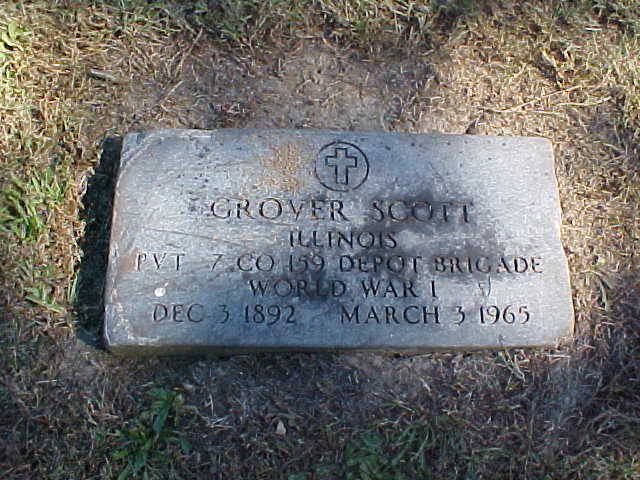 GROVER SCOTT
ILLINOIS
PVT 7 CO 159 DEPOT BRIGADE
WORLD WAR I
DEC 3 1892 MARCH 3 1965